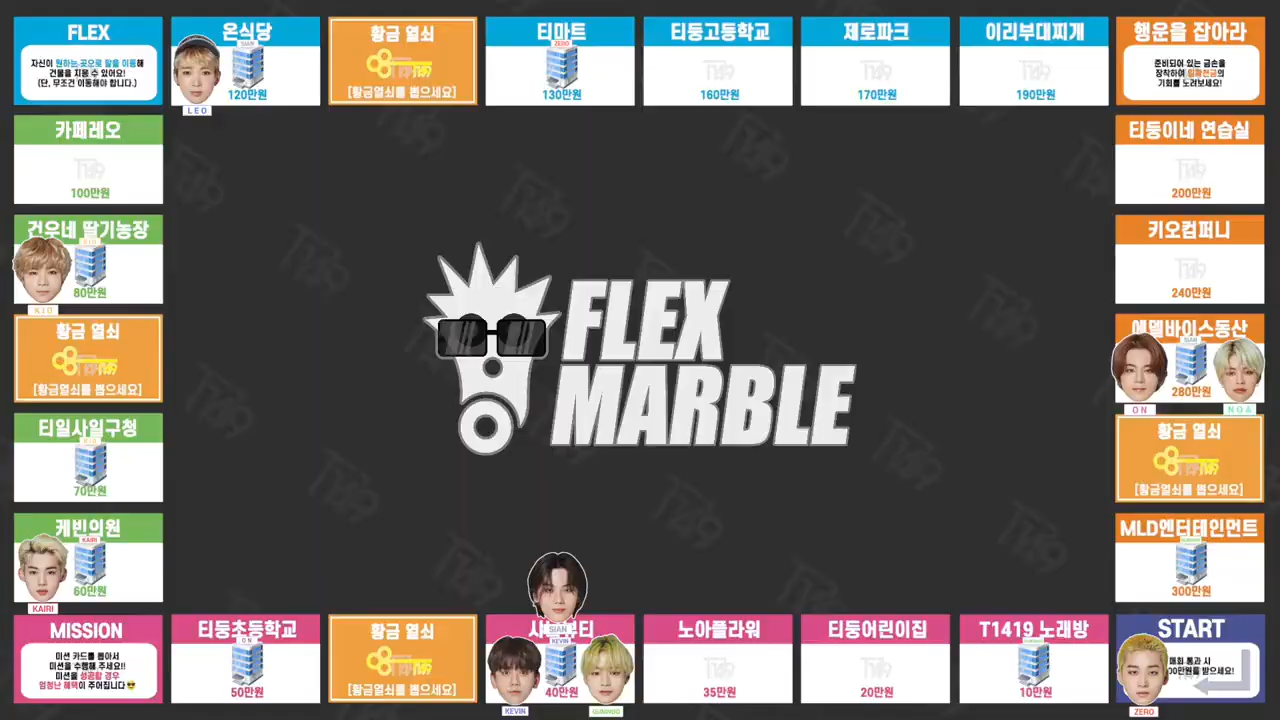 FLEX
자신이 원하는 곳으로 말을 이동해
건물을 지을 수 있어요!
(단, 무조건 이동해야 합니다.)
온식당
SIAN
120만원
LEO
황금 열쇠
[황금열쇠를 뽑으세요]
티마트
ZERO
130만원
티둥고등학교
160만원
제로파크
170만원
이리부대찌개
190만원
행운을 잡아라
준비되어 있는 금손을
장착하여
기회를 노려보세요!
카페레오
100만원
티둥이네 연습실
200만원
건우네 딸기농장
KIO
80만원
KIO
키오컴퍼니
240만원
황금 열쇠
[황금열쇠를 뽑으세요]
에델바이스동산
SIAN
280만원
ON
NOA
FLEX
MARBLE
티일사일구청
KIO
70만원
황금 열쇠
[황금열쇠를 뽑으세요]
케빈의원
KAIRI
60만원
KAIRI
MLD엔터테인먼트
300만원
MISSION
미션 카드를 뽑아서
미션을 수행해 주세요!!
미션을 성공할 경우
엄청난 혜택이 주어집니다😎
티둥초등학교
ON
50만원
황금 열쇠
[황금열쇠를 뽑으세요]
SIAN
KEVIN
40만원
KEVIN
GUNWOO
노아플라워
35만원
티둥어린이집
20만원
T1419 노래방
10만원
START
통과 시
받으세요!
ZERO